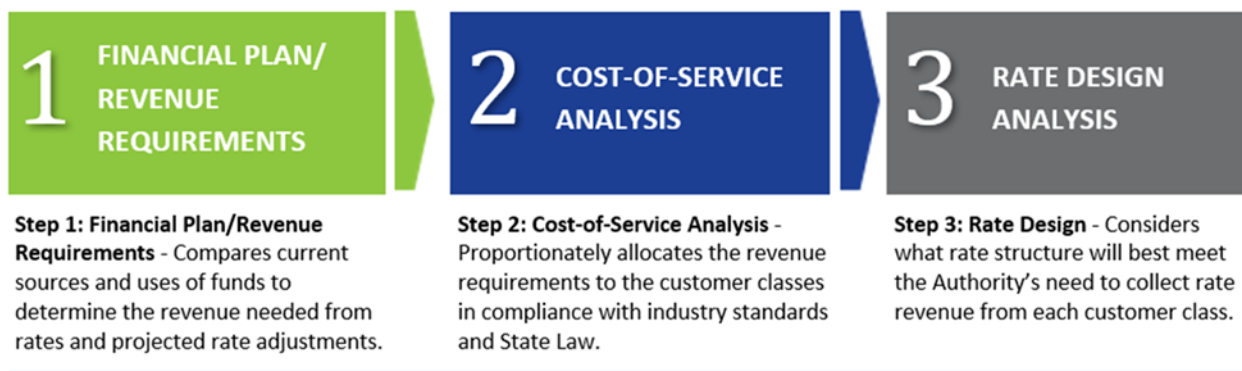 1
FINANCIAL PLAN/
REVENUE
REQUIREMENTS
2
COST-OF-SERVICE
ANALYSIS
3
RATE DESIGN
ANALYSIS
Step 1: Financial Plan/Revenue
Requirements - Compares current
sources and uses of funds to
determine the revenue needed from
rates and projected rate adjustments.
Step 2: Cost-of-Service Analysis -
Proportionately allocates the revenue
requirements to the customer classes
in compliance with industry standards
and State Law.
Step 3: Rate Design - Considers
what rate structure will best meet
the Authority’s need to collect rate
revenue from each customer class.